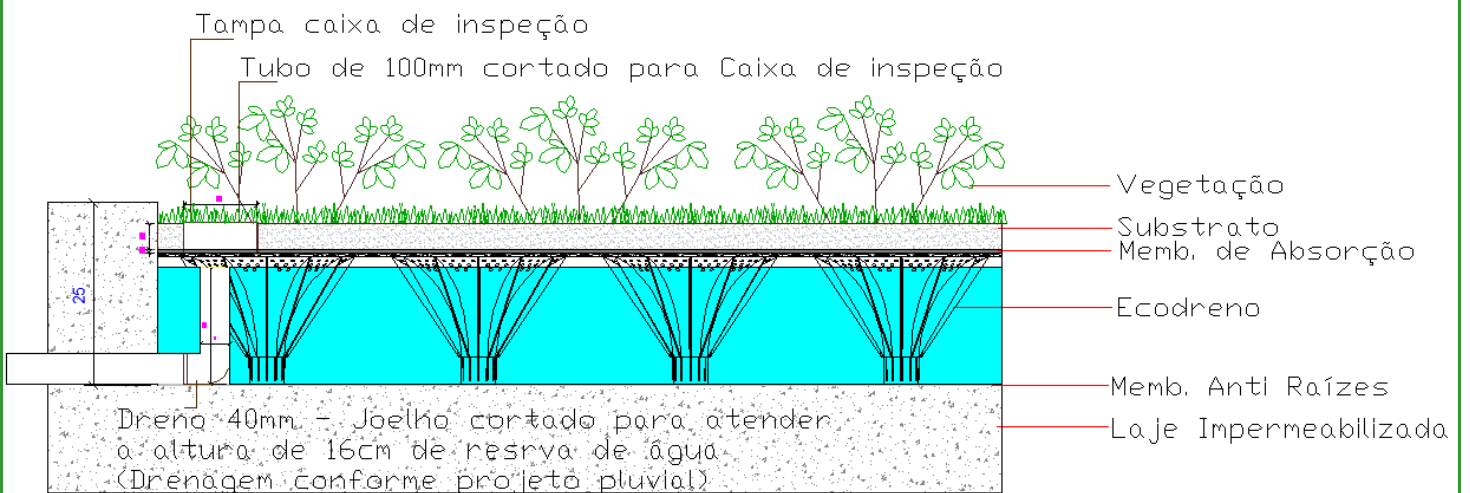 Tampa caixa de inspeção
Tubo de 100mm cortado para Caixa de inspeção
Vegetação
Substrato
Memb. de Absorção
25
Ecodreno
Memb. Anti Raízes
Laje Impermeabilizada
Dreno 40mm - Joelho cortado para atender
a altura de 16cm de resrva de água
(Drenagem conforme projeto pluvial)